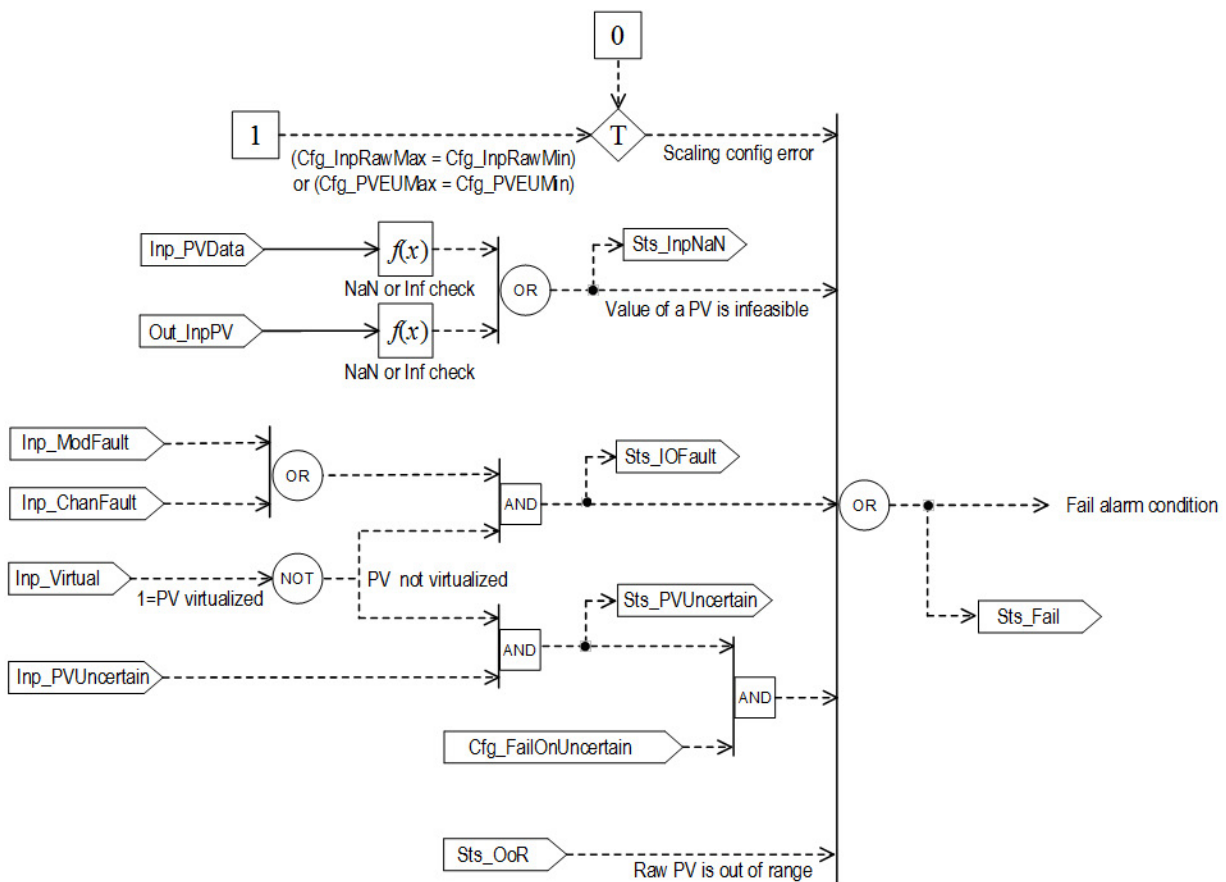 0
1
T
(Cfg_InpRawMax = Cfg_InpRawMin)
or (Cfg_PVEUMax = Cfg_PVEUMin)
Scaling config error
Inp_PVData
f(x)
NaN or Inf check
Sts_InpNaN
OR
Value of a PV is infeasible
Out_InpPV
f(x)
NaN or Inf check
Inp_ModFault
OR
Inp_ChanFault
Sts_IOFault
AND
OR
Fail alarm condition
Inp_Virtual
1=PV virtualized
NOT
PV not virtualized
Sts_PVUncertain
Sts_Fail
AND
Inp_PVUncertain
AND
Cfg_FailOnUncertain
Sts_OoR
Raw PV is out of range